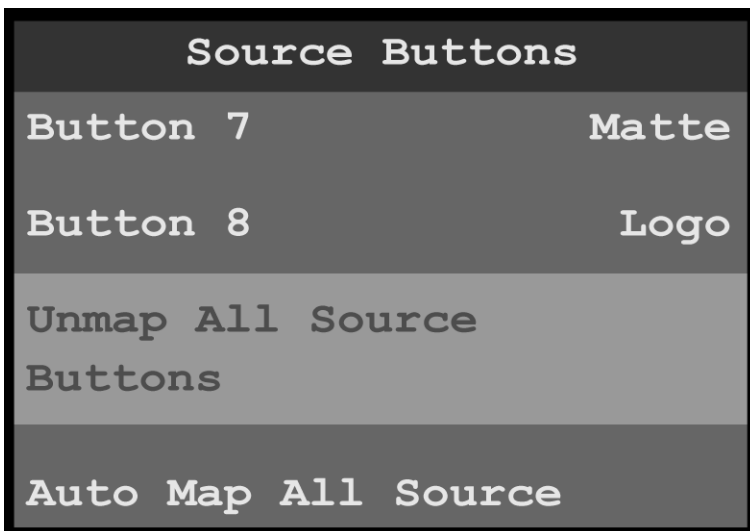 Source Buttons
Button 7 Matte
Button 8 Logo
Unmap All Source
Buttons
Auto Map All Source